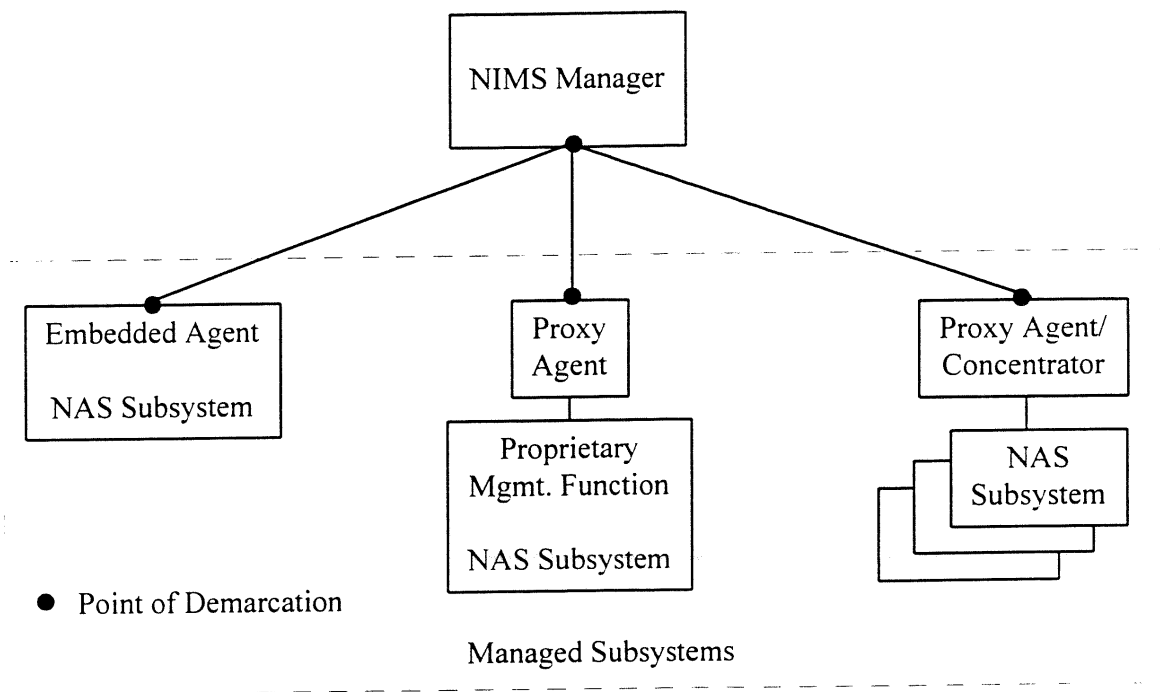 NIMS Manager
Embedded Agent
NAS Subsystem
Proxy
Agent
Proprietary
Mgmt. Function
NAS Subsystem
Proxy Agent/
Concentrator
NAS
Subsystem
Point of Demarcation
Managed Subsystems